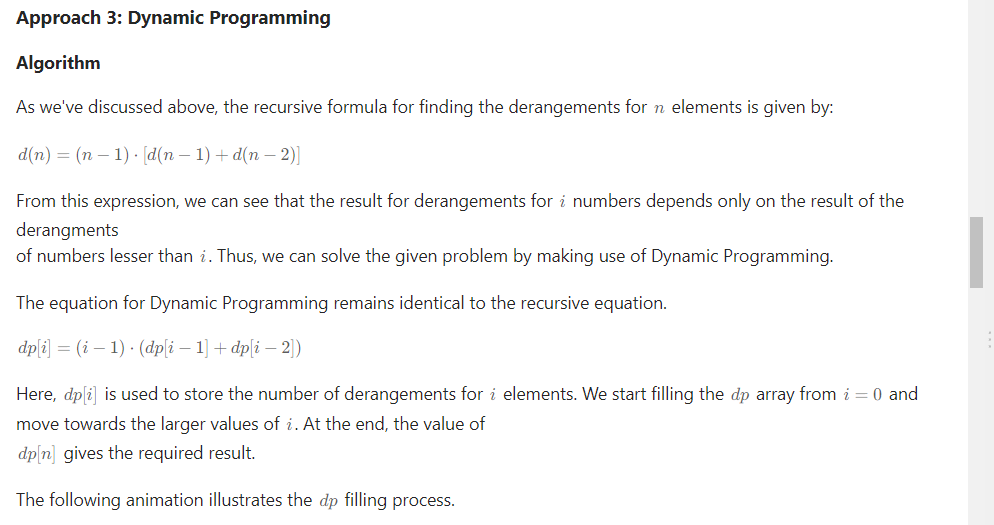 Approach 3: Dynamic Programming
Algorithm
As we've discussed above, the recursive formula for finding the derangements for n elements is given by:
d(n) = (n − 1) · [d(n − 1) + d(n − 2)]
From this expression, we can see that the result for derangements for i numbers depends only on the result of the
derangments
of numbers lesser than i. Thus, we can solve the given problem by making use of Dynamic Programming.
The equation for Dynamic Programming remains identical to the recursive equation.
dp[i] = (i − 1) · (dp[i − 1] + dp[i − 2])
Here, dp[i] is used to store the number of derangements for i elements. We start filling the dp array from i = 0 and
move towards the larger values of i. At the end, the value of
dp[n] gives the required result.
The following animation illustrates the dp filling process.